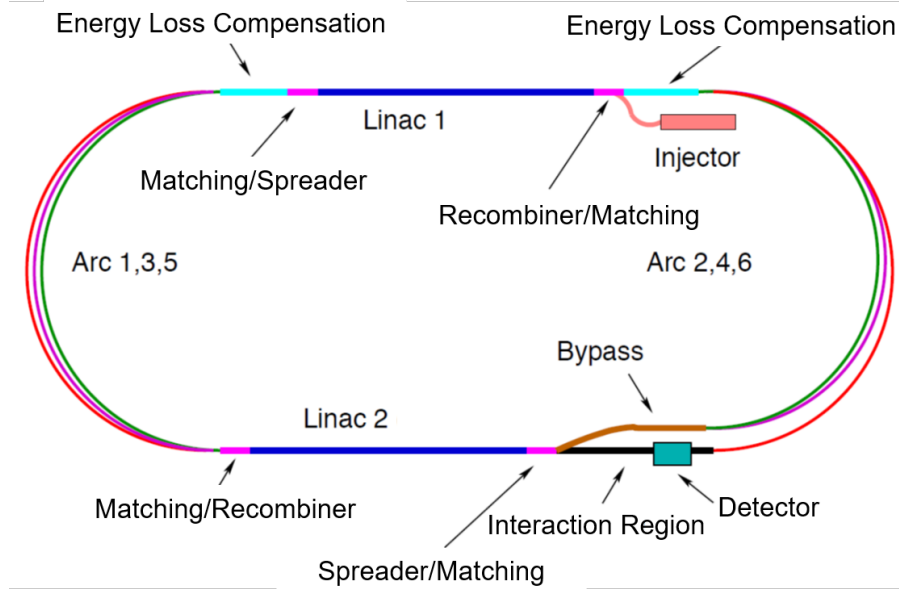 Energy Loss Compensation
Energy Loss Compensation
Linac 1
Injector
Matching/Spreader
Recombiner/Matching
Arc 1,3,5
Arc 2,4,6
Bypass
Linac 2
Matching/Recombiner
Detector
Interaction Region
Spreader/Matching